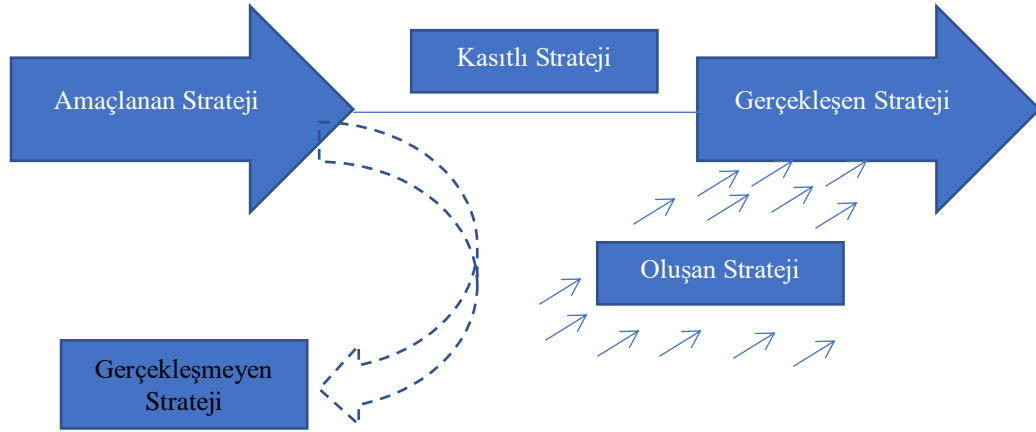 Kasıtlı Strateji
Amaçlanan Strateji
Gerçekleşen Strateji
Oluşan Strateji
Gerçekleşmeyen
Strateji